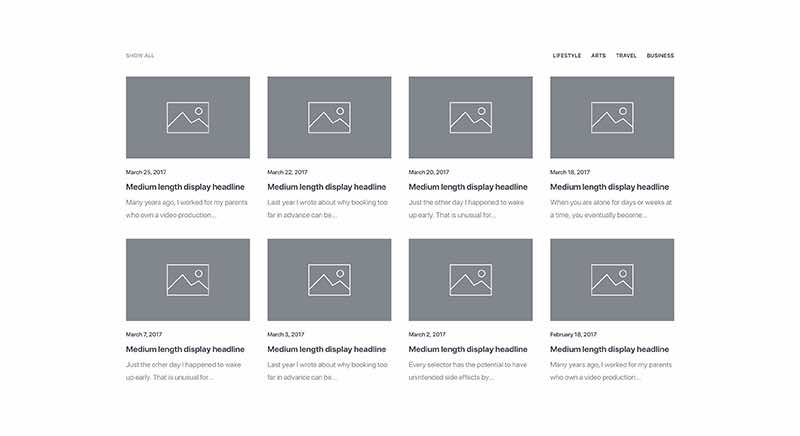 SHOW ALL
LIFESTYLE ARTS TRAVEL BUSINESS
March 25, 2017
Medium length display headline
Many years ago, I worked for my parents
who own a video production...
March 22, 2017
Medium length display headline
Last year I wrote about why booking too
far in advance can be...
March 20, 2017
Medium length display headline
Just the other day I happened to wake
up early. That is unusual for...
March 18, 2017
Medium length display headline
When you are alone for days or weeks at
a time, you eventually become...
March 7, 2017
Medium length display headline
Just the other day I happened to wake
up early. That is unusual for...
March 3, 2017
Medium length display headline
Last year I wrote about why booking too
far in advance can be...
March 2, 2017
Medium length display headline
Every selector has the potential to have
unintended side effects by...
February 18, 2017
Medium length display headline
Many years ago, I worked for my parents
who own a video production...